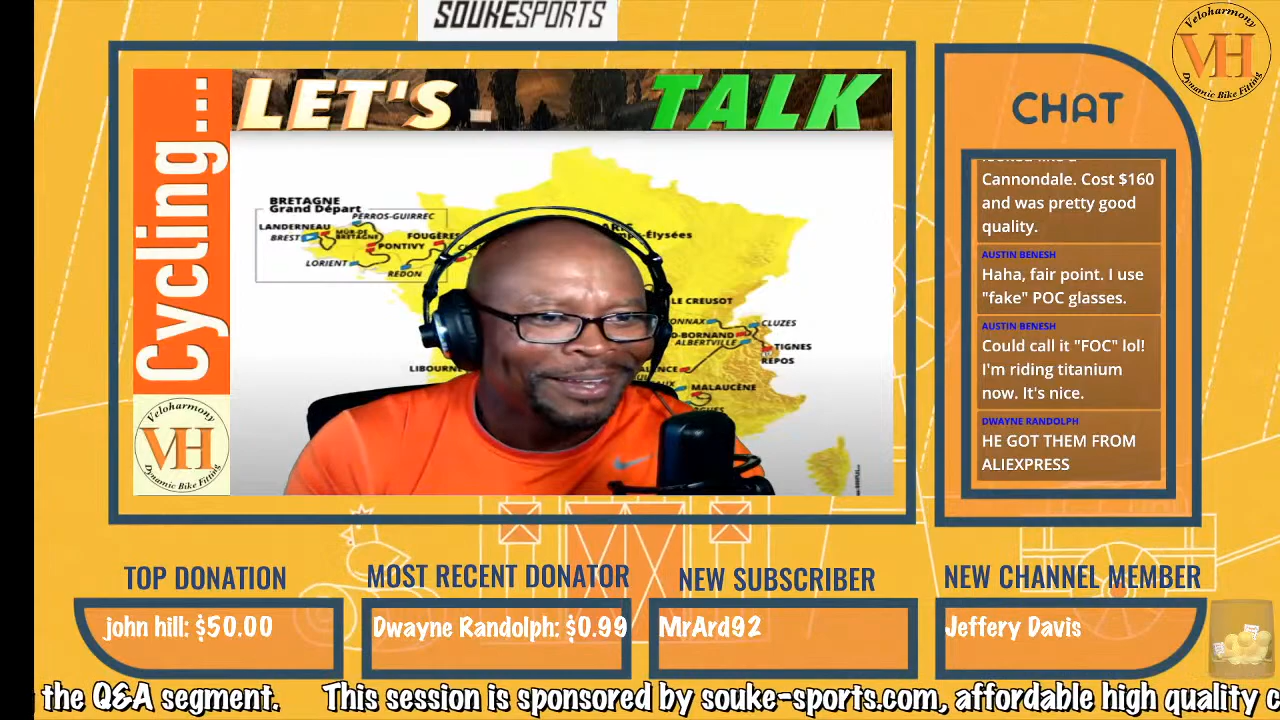 SOUKESPORTS
Veloharmony
VH
Dynamic Bike Fitting
LET'S TALK
Cycling...
BRETAGNE
Grand Départ
PERROS-GUIRREC
LANDERNEAU
BREST
MÛR-DE-
BRETAGNE
PONTIVY
FOUGÈRES
LORIENT
REDON
LE CREUSOT
CLUZES
ALBERTVILLE
TIGNES
REPOS
LIBOURNE
MALAUCÈNE
Veloharmony
VH
Dynamic Bike Fitting
CHAT
Cannondale. Cost $160
and was pretty good
quality.
AUSTIN BENESH
Haha, fair point. I use
"fake" POC glasses.
AUSTIN BENESH
Could call it "FOC" lol!
I'm riding titanium
now. It's nice.
DWAYNE RANDOLPH
HE GOT THEM FROM
ALIEXPRESS
TOP DONATION
john hill: $50.00
MOST RECENT DONATOR
Dwayne Randolph: $0.99
NEW SUBSCRIBER
MrArd92
NEW CHANNEL MEMBER
Jeffery Davis
the Q&A segment. This session is sponsored by souke-sports.com, affordable high quality c